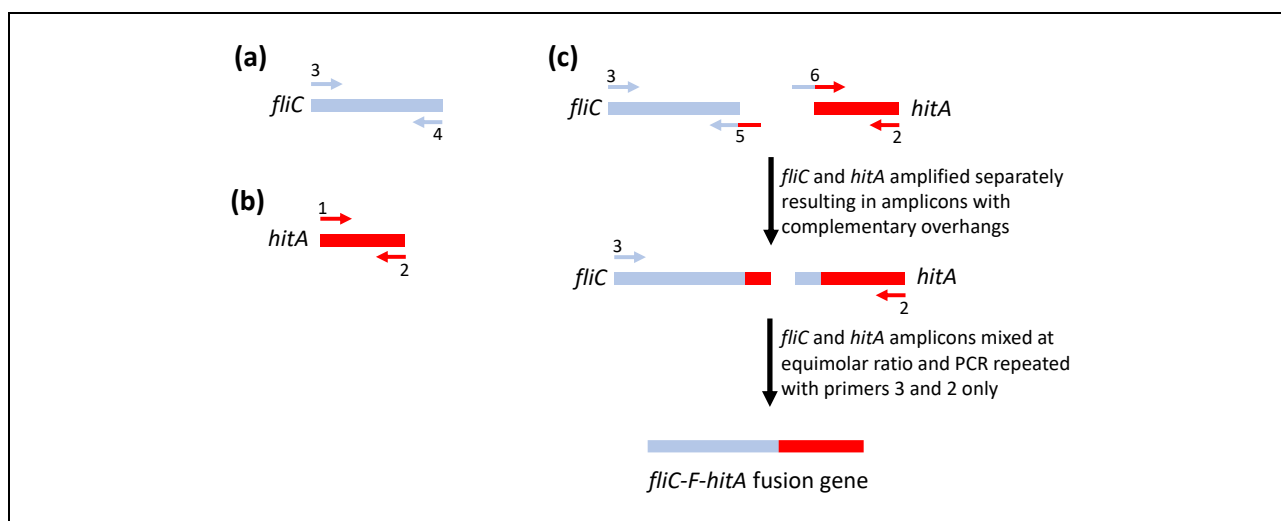 (a)
3
fliC
4
(b)
1
hitA
2
(c)
3
6
fliC
hitA
5
2
fliC and hitA amplified separately
resulting in amplicons with
complementary overhangs
3
fliC
hitA
2
fliC and hitA amplicons mixed at
equimolar ratio and PCR repeated
with primers 3 and 2 only
fliC-F-hitA fusion gene